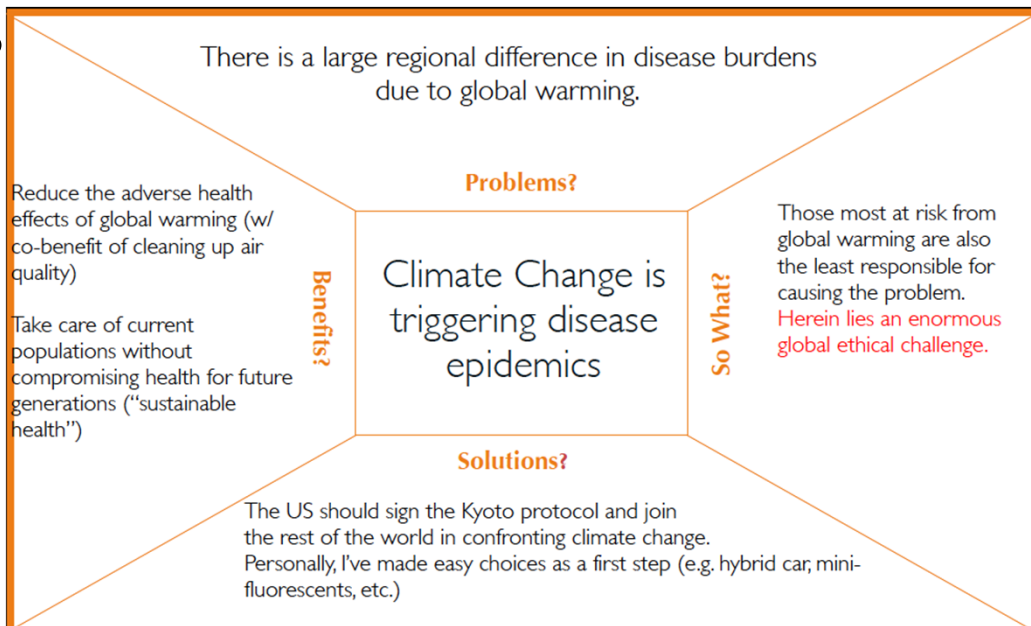 There is a large regional difference in disease burdens
due to global warming.
Problems?
Reduce the adverse health
effects of global warming (w/
co-benefit of cleaning up air
quality)
Take care of current
populations without
compromising health for future
generations (“sustainable
health”)
Benefits?
Climate Change is
triggering disease
epidemics
So What?
Those most at risk from
global warming are also
the least responsible for
causing the problem.
Herein lies an enormous
global ethical challenge.
Solutions?
The US should sign the Kyoto protocol and join
the rest of the world in confronting climate change.
Personally, I've made easy choices as a first step (e.g. hybrid car, mini-
fluorescents, etc.)